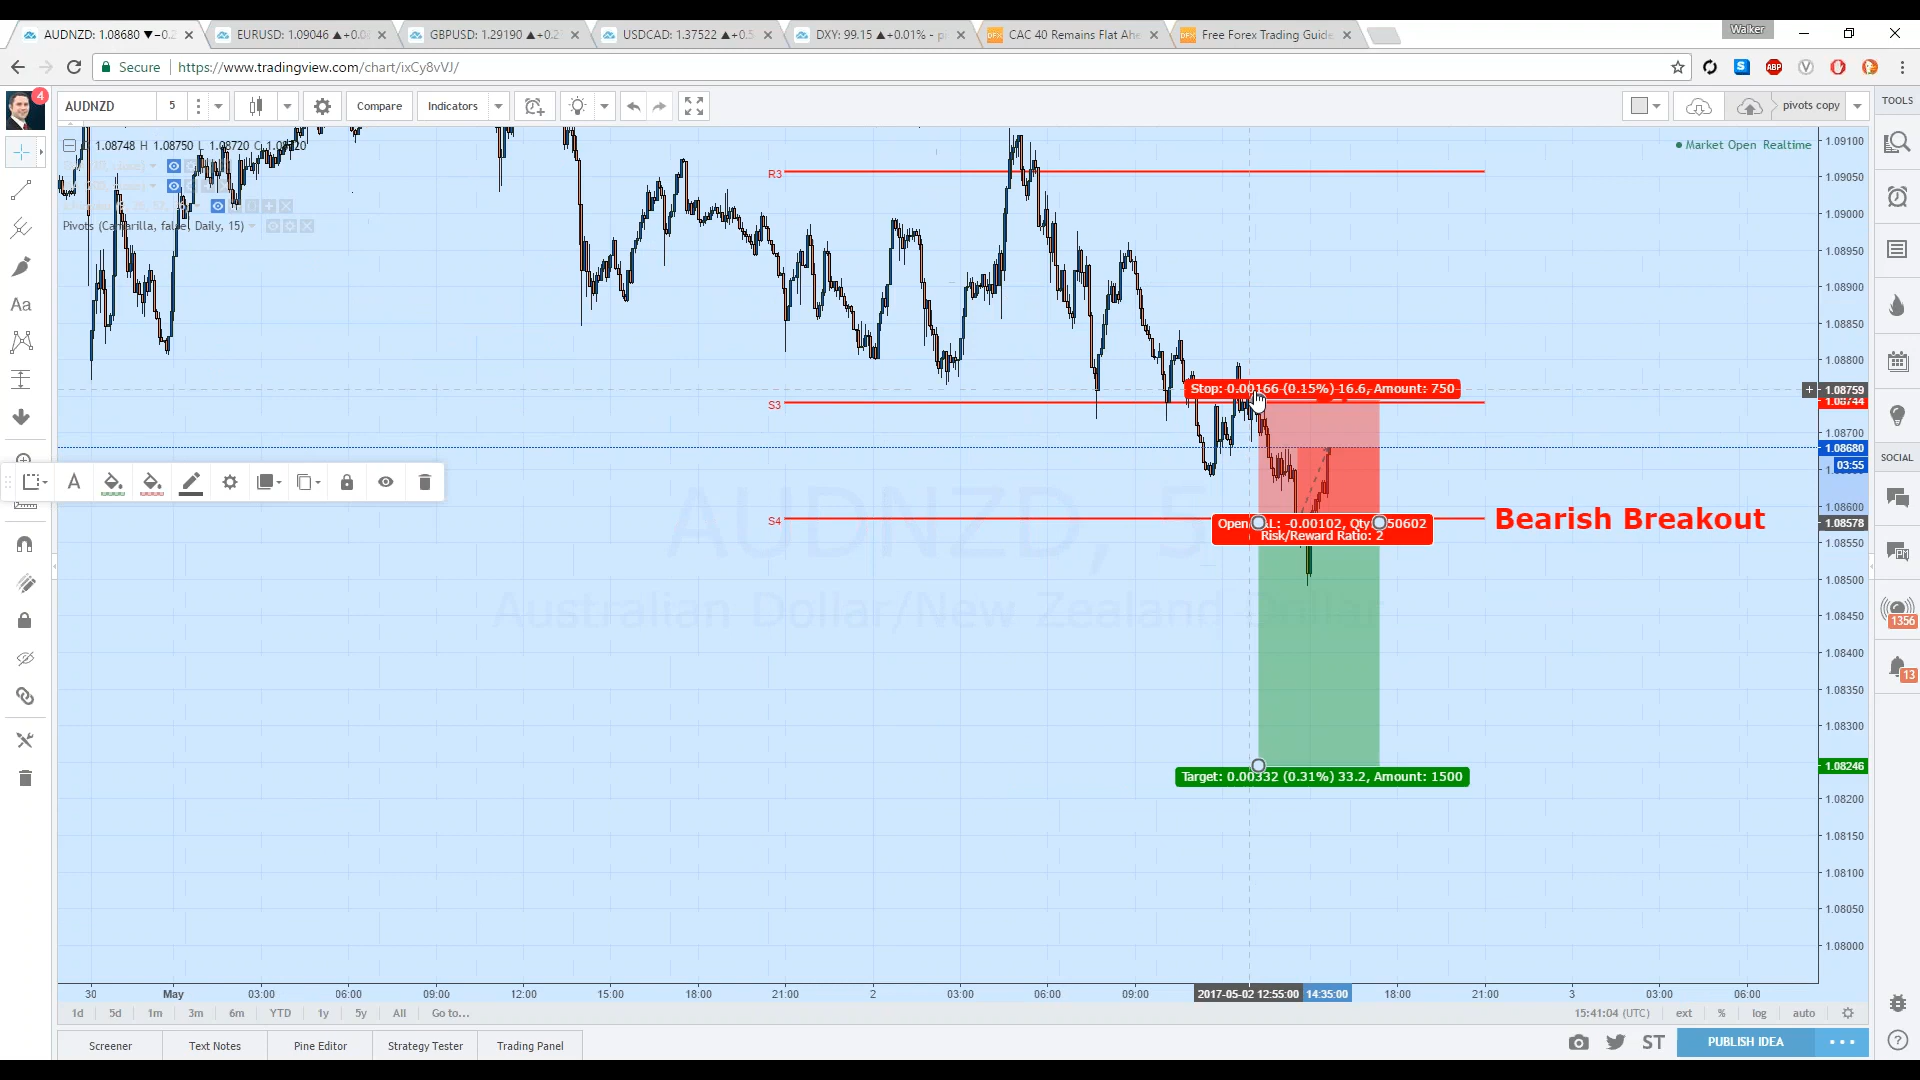 AUDNZD: 1.08680 ▼−0.2
EURUSD: 1.09046 ▲+0.0
GBPUSD: 1.29190 ▲+0.2
USDCAD: 1.37522 ▲+0.5
DXY: 99.15 ▲+0.01% - p
CAC 40 Remains Flat Ahe
Free Forex Trading Guide
Walker
Secure
https://www.tradingview.com/chart/ixCy8vVJ/
4
AUDNZD
5
Compare
Indicators
pivots copy
TOOLS
1.08748 H 1.08750 L 1.08720 C 1.08720
Market Open Realtime
Pivots (Camarilla, false, Daily, 15)
R3
S3
S4
Stop: 0.00166 (0.15%) 16.6, Amount: 750
1.09100
1.09050
1.09000
1.08950
1.08900
1.08850
1.08800
1.08759
1.08744
1.08700
1.08680
03:55
1.08600
1.08578
1.08550
1.08500
1.08450
1.08400
1.08350
1.08300
1.08246
1.08200
1.08150
1.08100
1.08050
1.08000
SOCIAL
Aa
A
-0.00102, Qty
50602
Risk/Reward Ratio: 2
Bearish Breakout
AUDNZD, 5
Australian Dollar/New Zealand Dollar
1356
13
Target: 0.00332 (0.31%) 33.2, Amount: 1500
30
May
03:00
06:00
09:00
12:00
15:00
18:00
21:00
2
03:00
06:00
09:00
2017-05-02 12:55:00
14:35:00
18:00
21:00
3
03:00
06:00
1d
5d
1m
3m
6m
YTD
1y
5y
All
Go to...
15:41:04 (UTC)
ext
%
log
auto
Screener
Text Notes
Pine Editor
Strategy Tester
Trading Panel
ST
PUBLISH IDEA